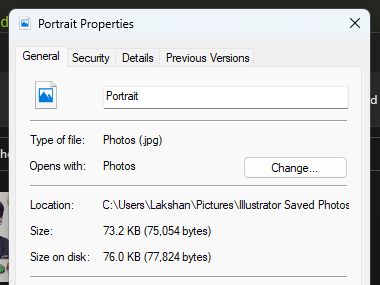 Portrait Properties
General Security Details Previous Versions
Portrait
Type of file: Photos (.jpg)
Opens with: Photos Change...
Location: C:\Users\Lakshan\Pictures\Illustrator Saved Photos
Size: 73.2 KB (75,054 bytes)
Size on disk: 76.0 KB (77,824 bytes)